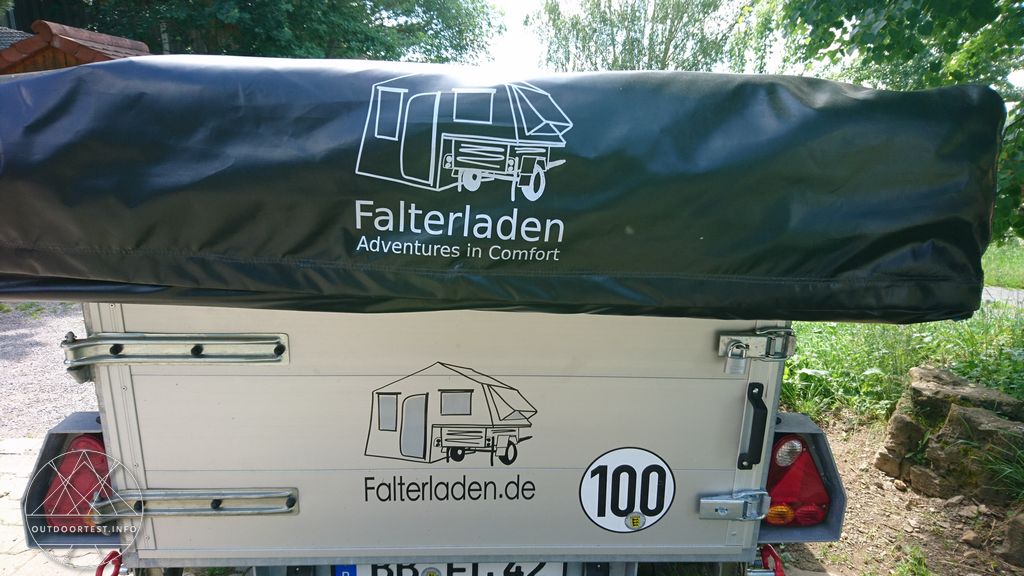 Falterladen
Adventures in Comfort
Falterladen.de
100
E
OUTDOORTEST.INFO
D